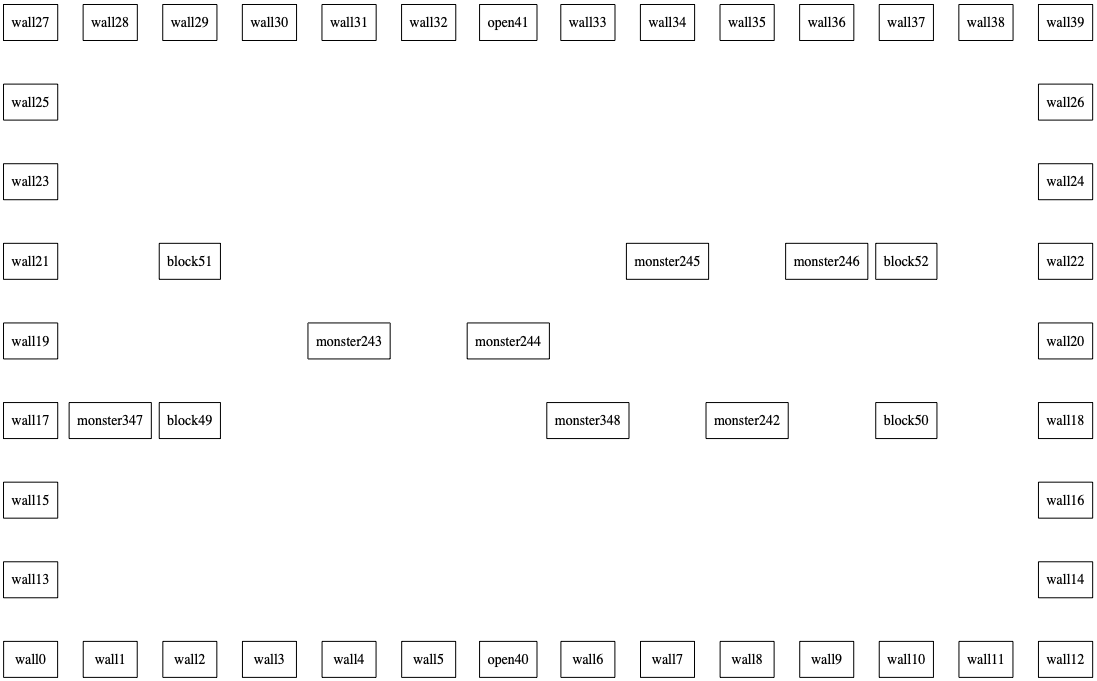 wall27 wall28 wall29 wall30 wall31 wall32 open41 wall33 wall34 wall35 wall36 wall37 wall38 wall39
wall25 wall26
wall23 wall24
wall21 block51 monster245 monster246 block52 wall22
wall19 monster243 monster244 wall20
wall17 monster347 block49 monster348 monster242 block50 wall18
wall15 wall16
wall13 wall14
wall0 wall1 wall2 wall3 wall4 wall5 open40 wall6 wall7 wall8 wall9 wall10 wall11 wall12